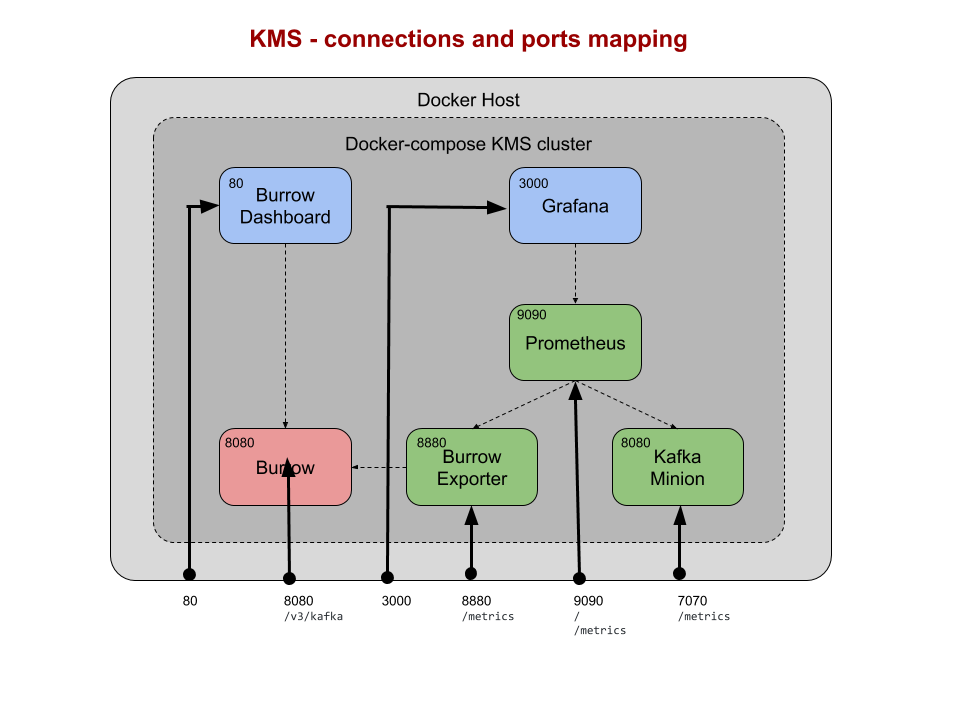 KMS - connections and ports mapping
Docker Host
Docker-compose KMS cluster
80
Burrow
Dashboard
3000
Grafana
9090
Prometheus
8080
Burrow
8880
Burrow
Exporter
8080
Kafka
Minion
80
8080
/v3/kafka
3000
8880
/metrics
9090
/
/metrics
7070
/metrics